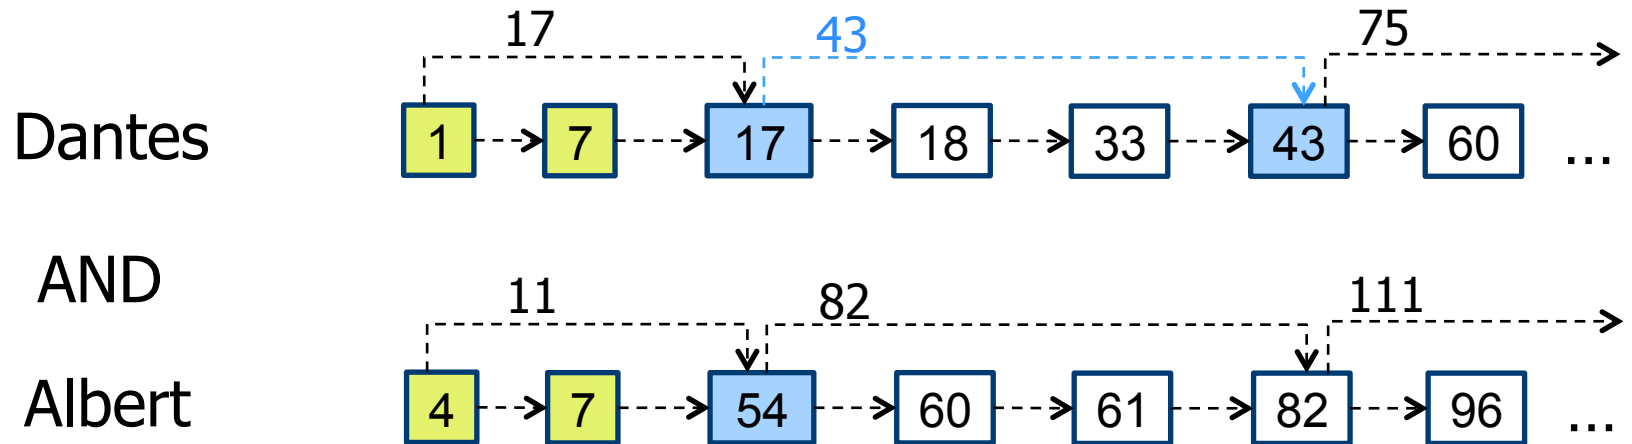 17 43 75
Dantes 1 7 17 18 33 43 60 ...
AND
11 82 111
Albert 4 7 54 60 61 82 96 ...